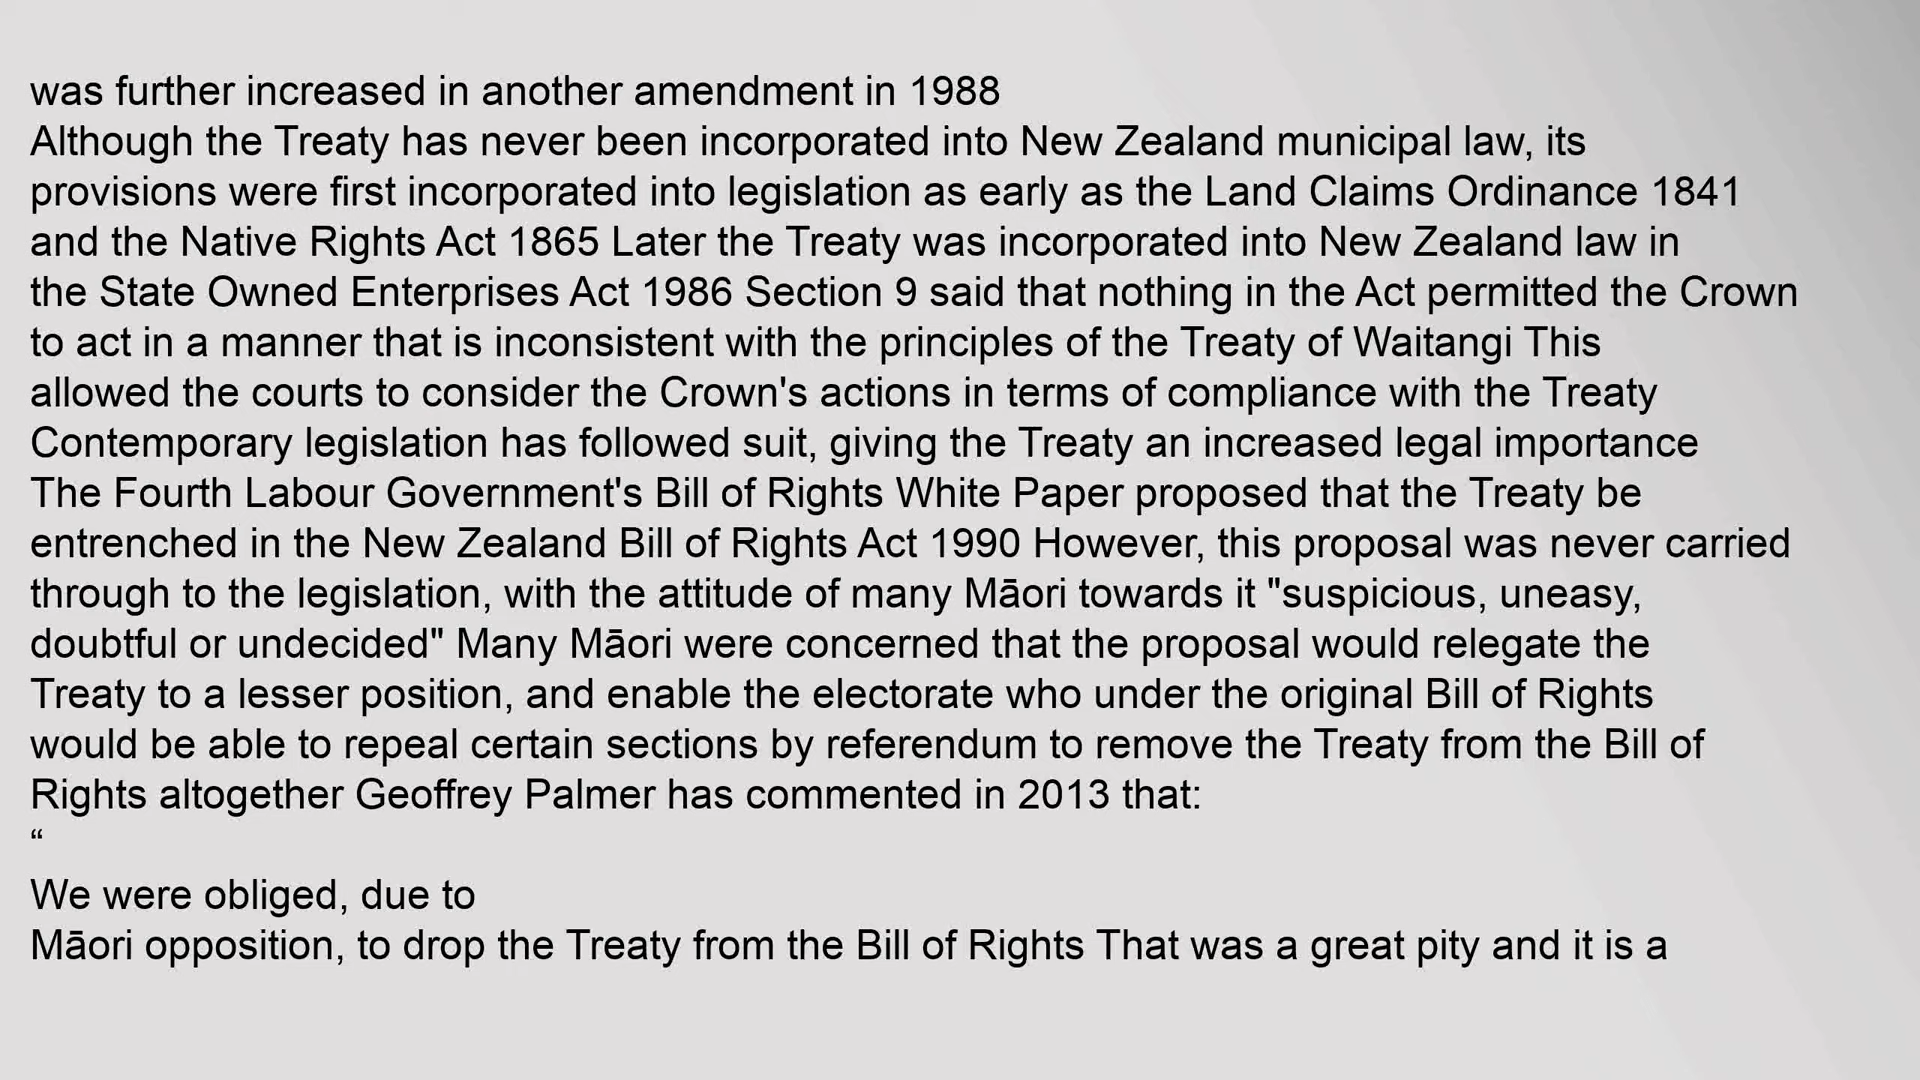 was further increased in another amendment in 1988
Although the Treaty has never been incorporated into New Zealand municipal law, its
provisions were first incorporated into legislation as early as the Land Claims Ordinance 1841
and the Native Rights Act 1865 Later the Treaty was incorporated into New Zealand law in
the State Owned Enterprises Act 1986 Section 9 said that nothing in the Act permitted the Crown
to act in a manner that is inconsistent with the principles of the Treaty of Waitangi This
allowed the courts to consider the Crown's actions in terms of compliance with the Treaty
Contemporary legislation has followed suit, giving the Treaty an increased legal importance
The Fourth Labour Government's Bill of Rights White Paper proposed that the Treaty be
entrenched in the New Zealand Bill of Rights Act 1990 However, this proposal was never carried
through to the legislation, with the attitude of many Māori towards it "suspicious, uneasy,
doubtful or undecided" Many Māori were concerned that the proposal would relegate the
Treaty to a lesser position, and enable the electorate who under the original Bill of Rights
would be able to repeal certain sections by referendum to remove the Treaty from the Bill of
Rights altogether Geoffrey Palmer has commented in 2013 that:
“
We were obliged, due to
Māori opposition, to drop the Treaty from the Bill of Rights That was a great pity and it is a